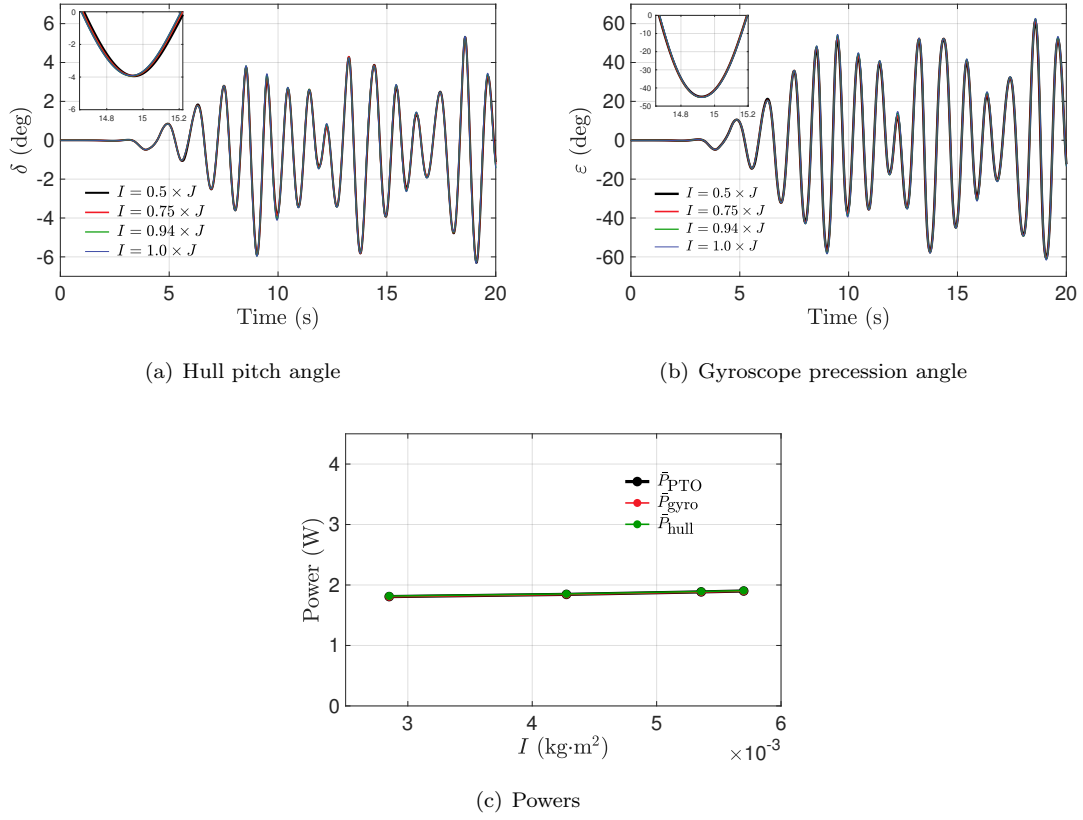 6
4
2
0
-2
-4
-6
δ (deg)
0
-2
-4
-6
14.8
15
15.2
I = 0.5 × J
I = 0.75 × J
I = 0.94 × J
I = 1.0 × J
0
5
10
15
20
Time (s)
(a) Hull pitch angle
60
40
20
0
-20
-40
-60
ε (deg)
0
-10
-20
-30
-40
-50
14.8
15
15.2
I = 0.5 × J
I = 0.75 × J
I = 0.94 × J
I = 1.0 × J
0
5
10
15
20
Time (s)
(b) Gyroscope precession angle
4
3
2
1
0
Power (W)
P̄PTO
P̄gyro
P̄hull
3
4
5
6
×10⁻³
I (kg·m²)
(c) Powers